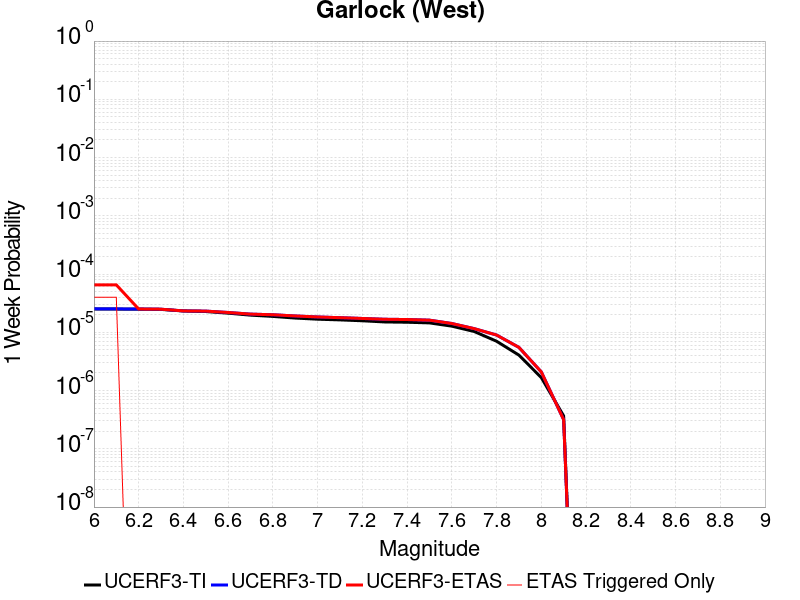 Garlock (West)
10^0
10^-1
10^-2
10^-3
10^-4
10^-5
10^-6
10^-7
10^-8
1 Week Probability
6 6.2 6.4 6.6 6.8 7 7.2 7.4 7.6 7.8 8 8.2 8.4 8.6 8.8 9
Magnitude
UCERF3-TI UCERF3-TD UCERF3-ETAS ETAS Triggered Only